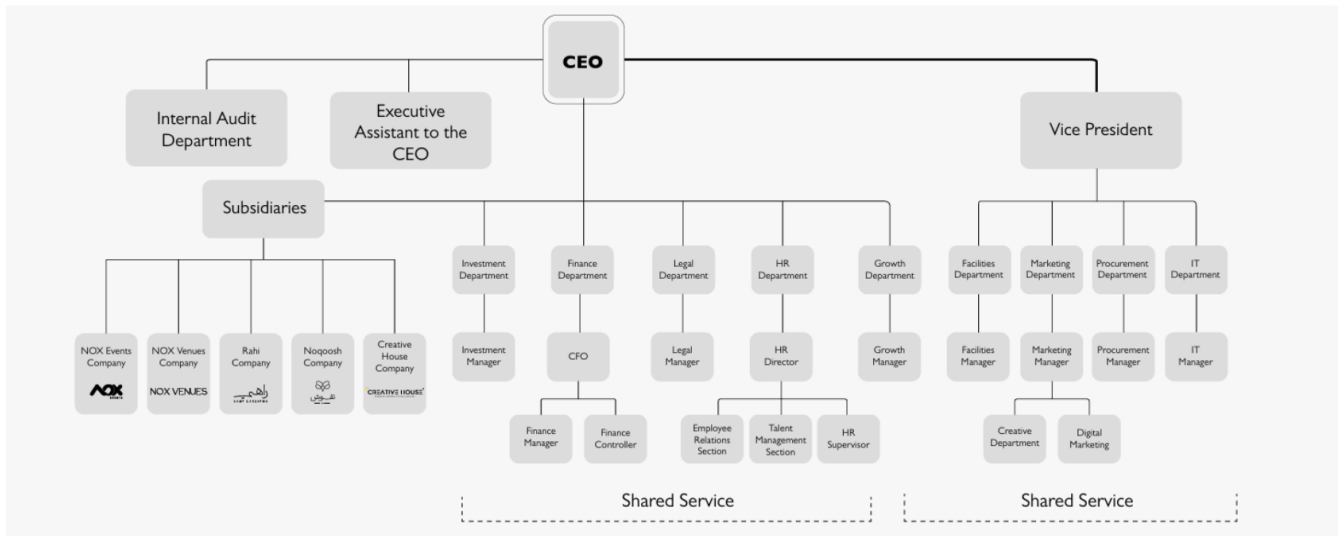 CEO
Internal Audit
Department
Executive
Assistant to the
CEO
Vice President
Subsidiaries
Investment
Department
Finance
Department
Legal
Department
HR
Department
Growth
Department
Facilities
Department
Marketing
Department
Procurement
Department
IT
Department
NOX Events
Company
NOX
EVENTS
NOX Venues
Company
NOX VENUES
Rahi
Company
راهي
Noqoosh
Company
نقوش
Creative
House
Company
CREATIVE HOUSE
Investment
Manager
CFO
Legal
Manager
HR
Director
Growth
Manager
Facilities
Manager
Marketing
Manager
Procurement
Manager
IT
Manager
Finance
Manager
Finance
Controller
Employee
Relations
Section
Talent
Management
Section
HR
Supervisor
Creative
Department
Digital
Marketing
Shared Service
Shared Service